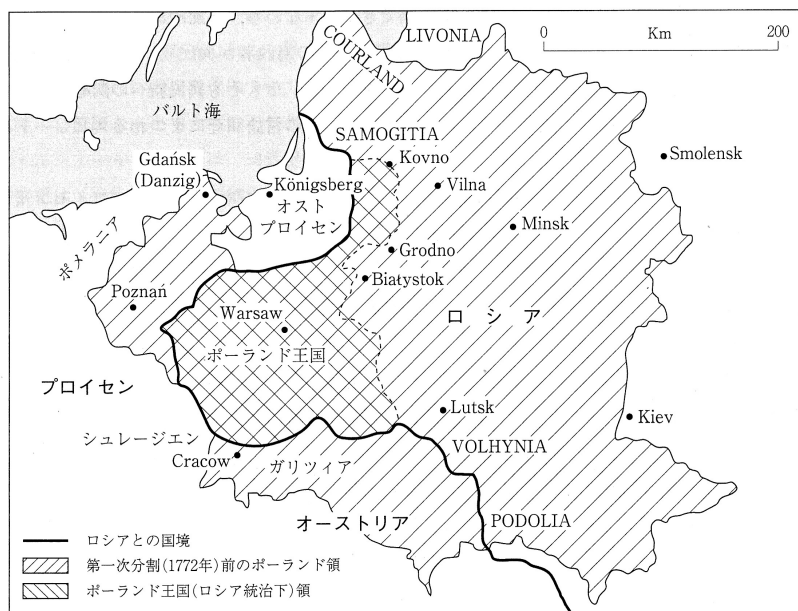 LIVONIA
0 Km 200
COURLAND
バルト海
SAMOGITIA
Kovno
Smolensk
Gdańsk
(Danzig)
Königsberg
Vilna
オスト
プロイセン
Minsk
ポメラニア
Grodno
Białystok
Poznań
Warsaw
ロシア
ポーランド王国
プロイセン
Lutsk
Kiev
シュレージエン
VOLHYNIA
Cracow
ガリツィア
オーストリア
PODOLIA
ロシアとの国境
第一次分割(1772年)前のポーランド領
ポーランド王国(ロシア統治下)領